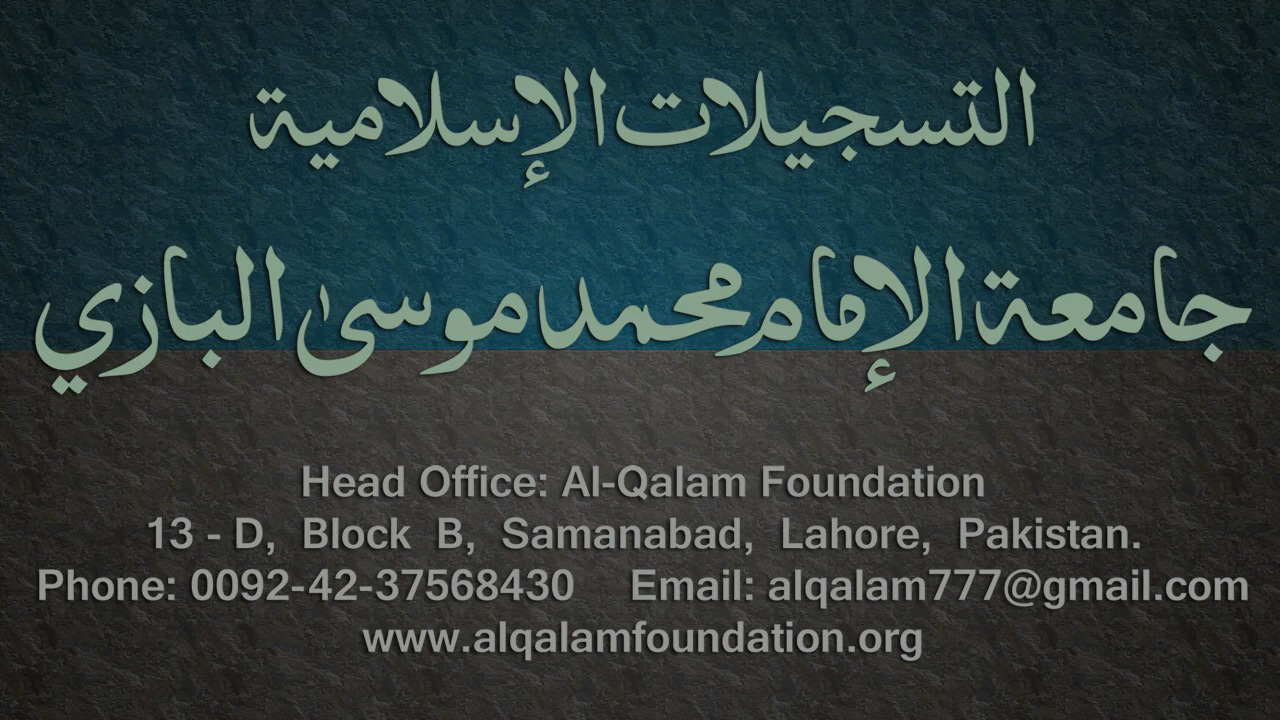 التسجيلات الإسلامية
جامعة الإمام محمد موسىٰ البازي
Head Office: Al-Qalam Foundation
13 - D, Block B, Samanabad, Lahore, Pakistan.
Phone: 0092-42-37568430 Email: alqalam777@gmail.com
www.alqalamfoundation.org